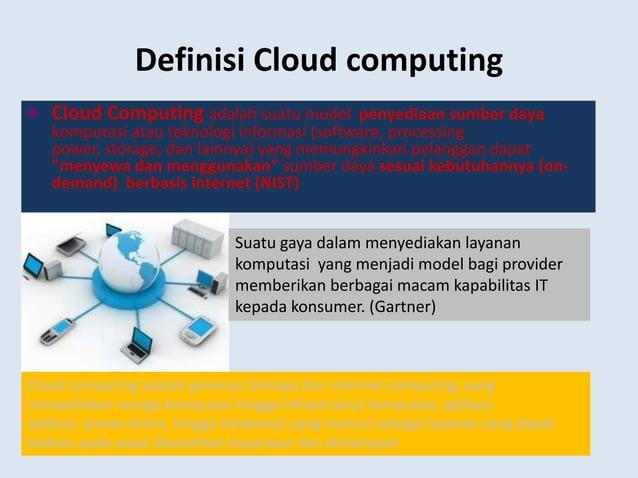 Definisi Cloud computing
Cloud Computing adalah suatu model penyediaan sumber daya
komputasi atau teknologi informasi (software, processing
power, storage, dan lainnya) yang memungkinkan pelanggan dapat
"menyewa dan menggunakan" sumber daya sesuai kebutuhannya (on-
demand) berbasis internet (NIST)
Suatu gaya dalam menyediakan layanan
komputasi yang menjadi model bagi provider
memberikan berbagai macam kapabilitas IT
kepada konsumer. (Gartner)
Cloud computing adalah generasi dari internet computing, yang
menyediakan tenaga komputasi hingga infrastruktur komputasi, aplikasi-
aplikasi, proses bisnis, hingga kolaborasi yang muncul sebagai layanan yang dapat
diakses pada saat dibutuhkan kapanpun dan dimanapun